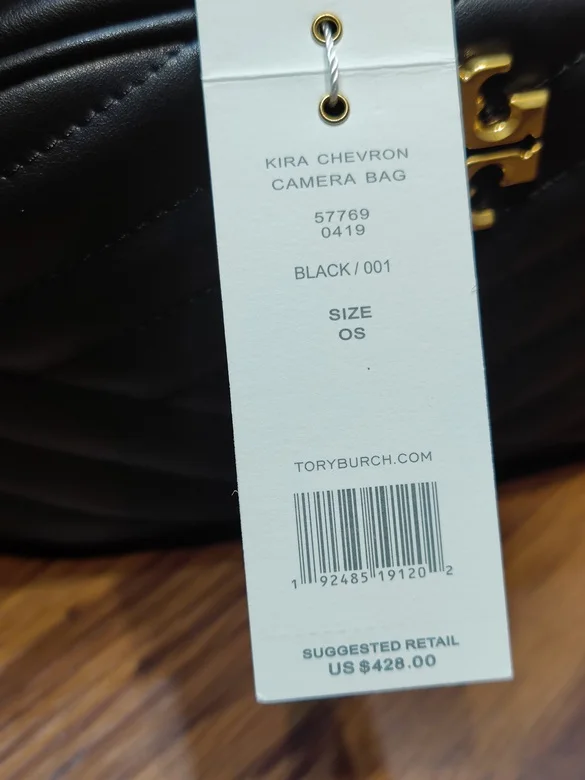 KIRA CHEVRON
CAMERA BAG
57769
0419
BLACK / 001
SIZE
OS
TORYBURCH.COM
1 92485 19120 2
SUGGESTED RETAIL
US $428.00